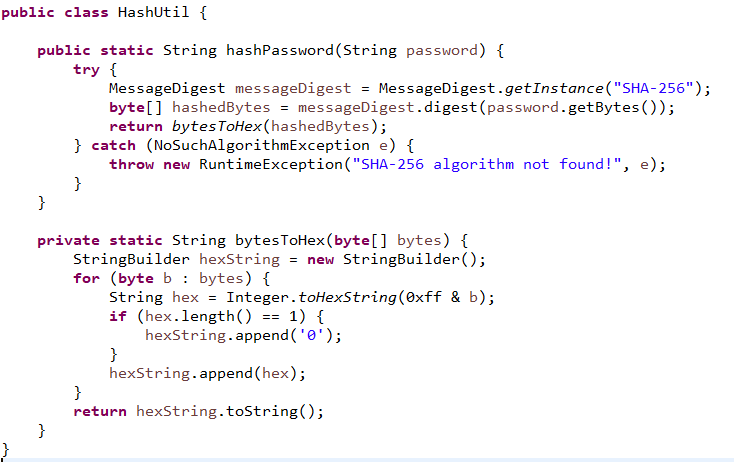 public class HashUtil {
public static String hashPassword(String password) {
try {
MessageDigest messageDigest = MessageDigest.getInstance("SHA-256");
byte[] hashedBytes = messageDigest.digest(password.getBytes());
return bytesToHex(hashedBytes);
} catch (NoSuchAlgorithmException e) {
throw new RuntimeException("SHA-256 algorithm not found!", e);
}
}
private static String bytesToHex(byte[] bytes) {
StringBuilder hexString = new StringBuilder();
for (byte b : bytes) {
String hex = Integer.toHexString(0xff & b);
if (hex.length() == 1) {
hexString.append('0');
}
hexString.append(hex);
}
return hexString.toString();
}
}